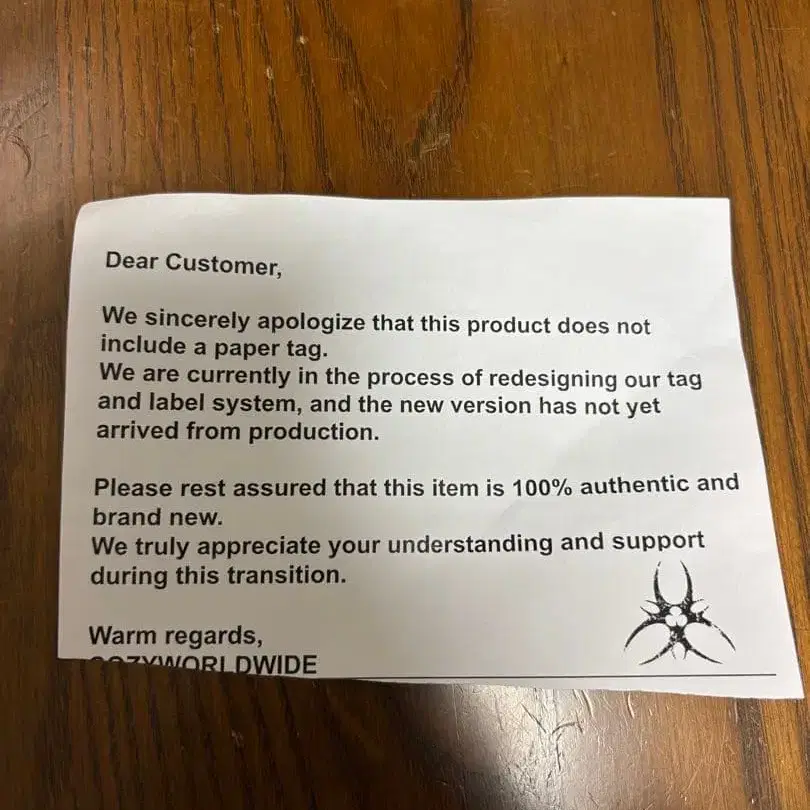 Dear Customer,
We sincerely apologize that this product does not
include a paper tag.
We are currently in the process of redesigning our tag
and label system, and the new version has not yet
arrived from production.
Please rest assured that this item is 100% authentic and
brand new.
We truly appreciate your understanding and support
during this transition.
Warm regards,
COZYWORLDWIDE